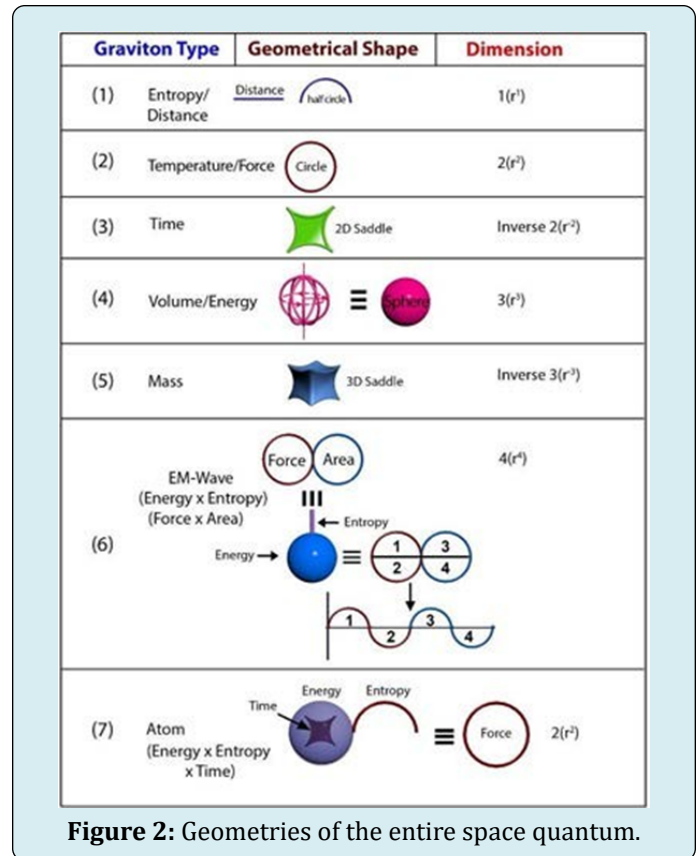 Graviton Type Geometrical Shape Dimension
(1) Entropy/ Distance half circle 1(r¹)
Distance
(2) Temperature/Force Circle 2(r²)
(3) Time 2D Saddle Inverse 2(r⁻²)
(4) Volume/Energy ≡ Sphere 3(r³)
(5) Mass 3D Saddle Inverse 3(r⁻³)
Force Area 4(r⁴)
EM-Wave
(Energy x Entropy)
(Force x Area)
Entropy
(6) Energy ≡ 1 3
2 4
1 2 3 4
Energy Entropy
Time
(7) Atom ≡ Force 2(r²)
(Energy x Entropy
x Time)
Figure 2: Geometries of the entire space quantum.